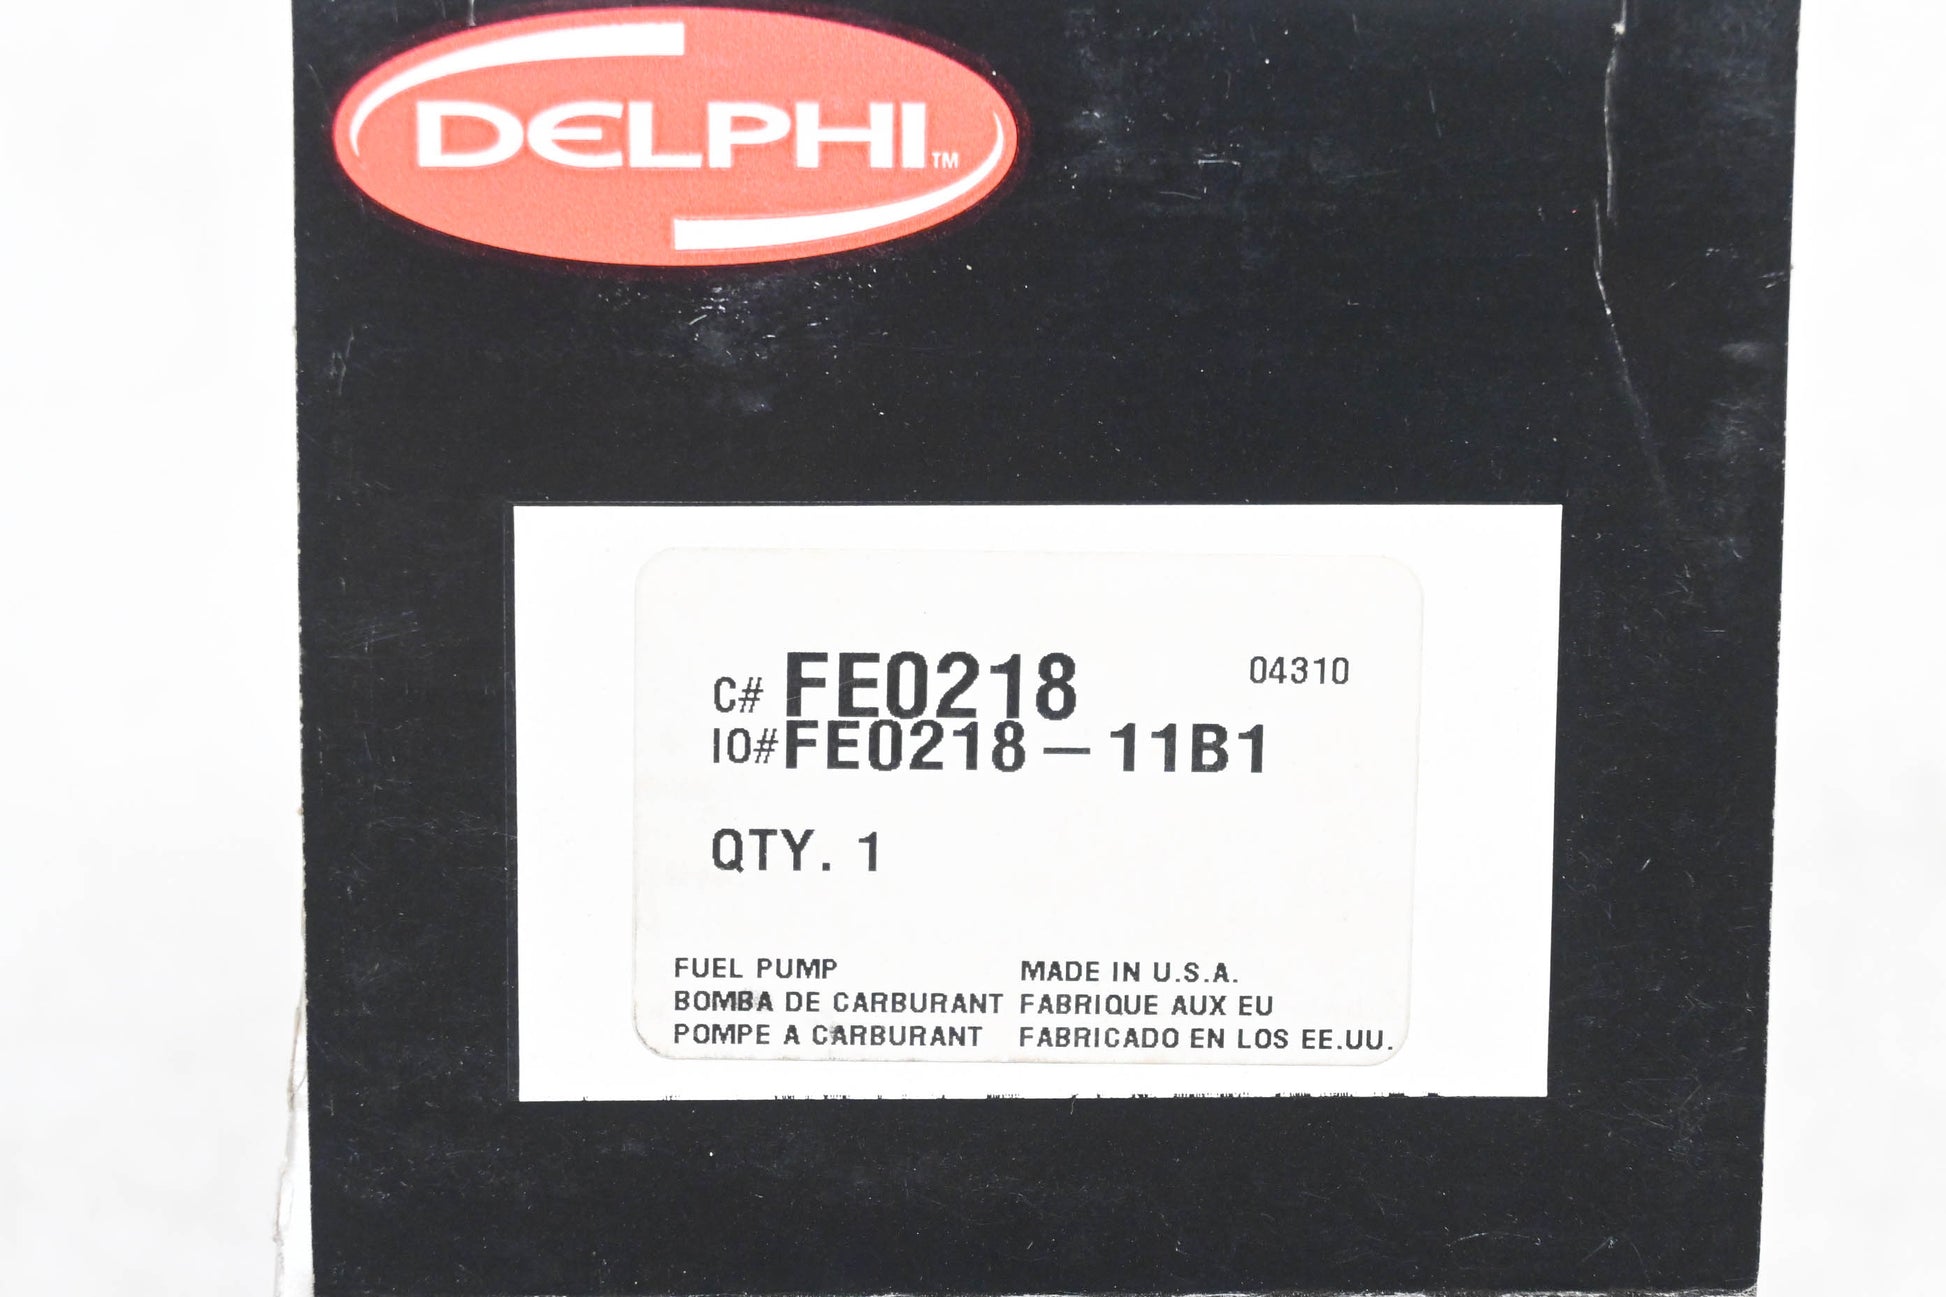 DELPHI™
C# FE0218 04310
IO# FE0218-11B1
QTY. 1
FUEL PUMP MADE IN U.S.A.
BOMBA DE CARBURANT FABRIQUE AUX EU
POMPE A CARBURANT FABRICADO EN LOS EE.UU.